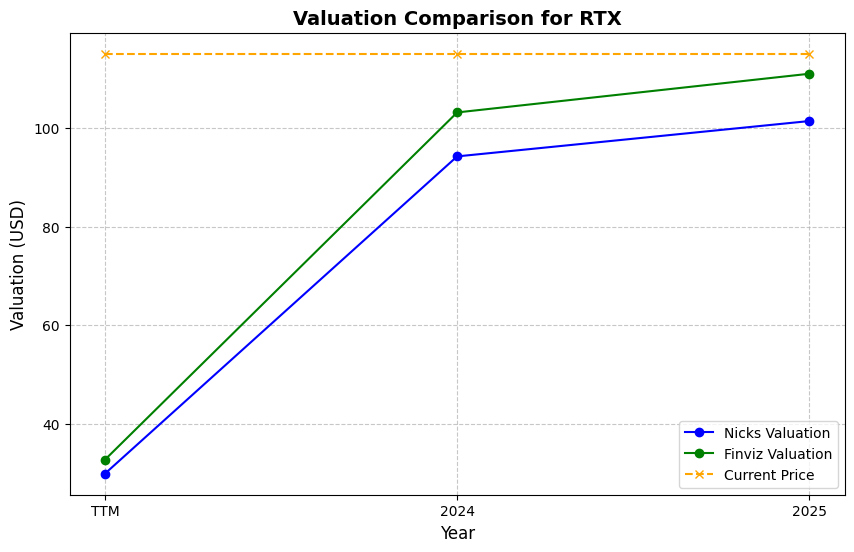 Valuation Comparison for RTX
Valuation (USD)
100
80
60
40
TTM
2024
2025
Year
Nicks Valuation
Finviz Valuation
Current Price